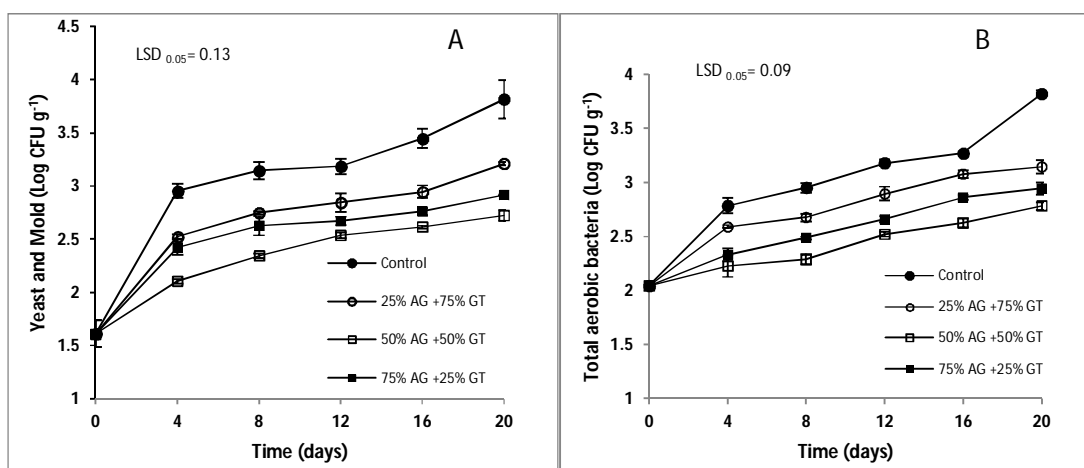 A
LSD 0.05= 0.13
Yeast and Mold (Log CFU g-1)
4.5
4
3.5
3
2.5
2
1.5
1
0 4 8 12 16 20
Time (days)
Control
25% AG +75% GT
50% AG +50% GT
75% AG +25% GT
B
LSD 0.05= 0.09
Total aerobic bacteria (Log CFU g-1)
4
3.5
3
2.5
2
1.5
1
0 4 8 12 16 20
Time (days)
Control
25% AG +75% GT
50% AG +50% GT
75% AG +25% GT